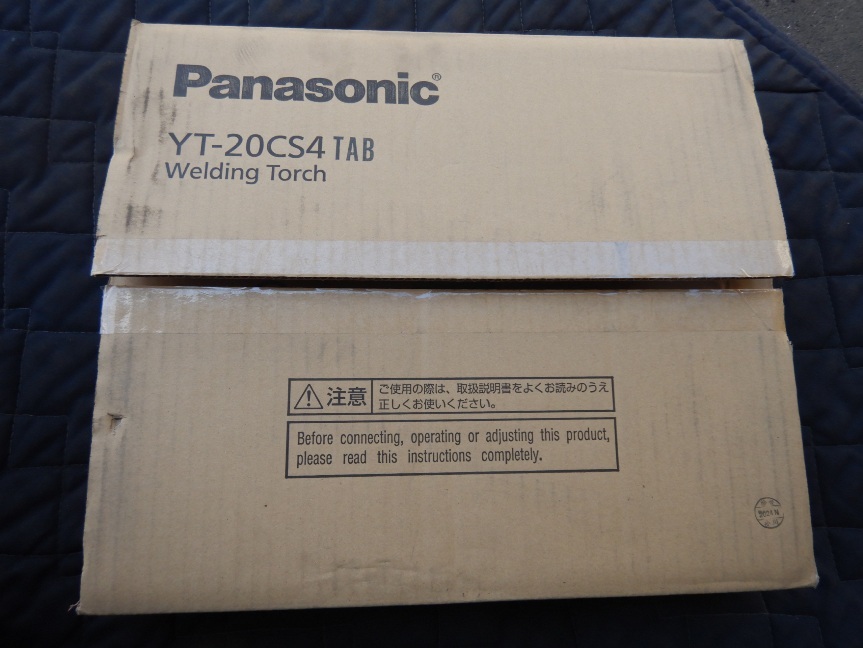 Panasonic®
YT-20CS4 TAB
Welding Torch
注意
ご使用の際は、取扱説明書をよくお読みのうえ
正しくお使いください。
Before connecting, operating or adjusting this product,
please read this instructions completely.